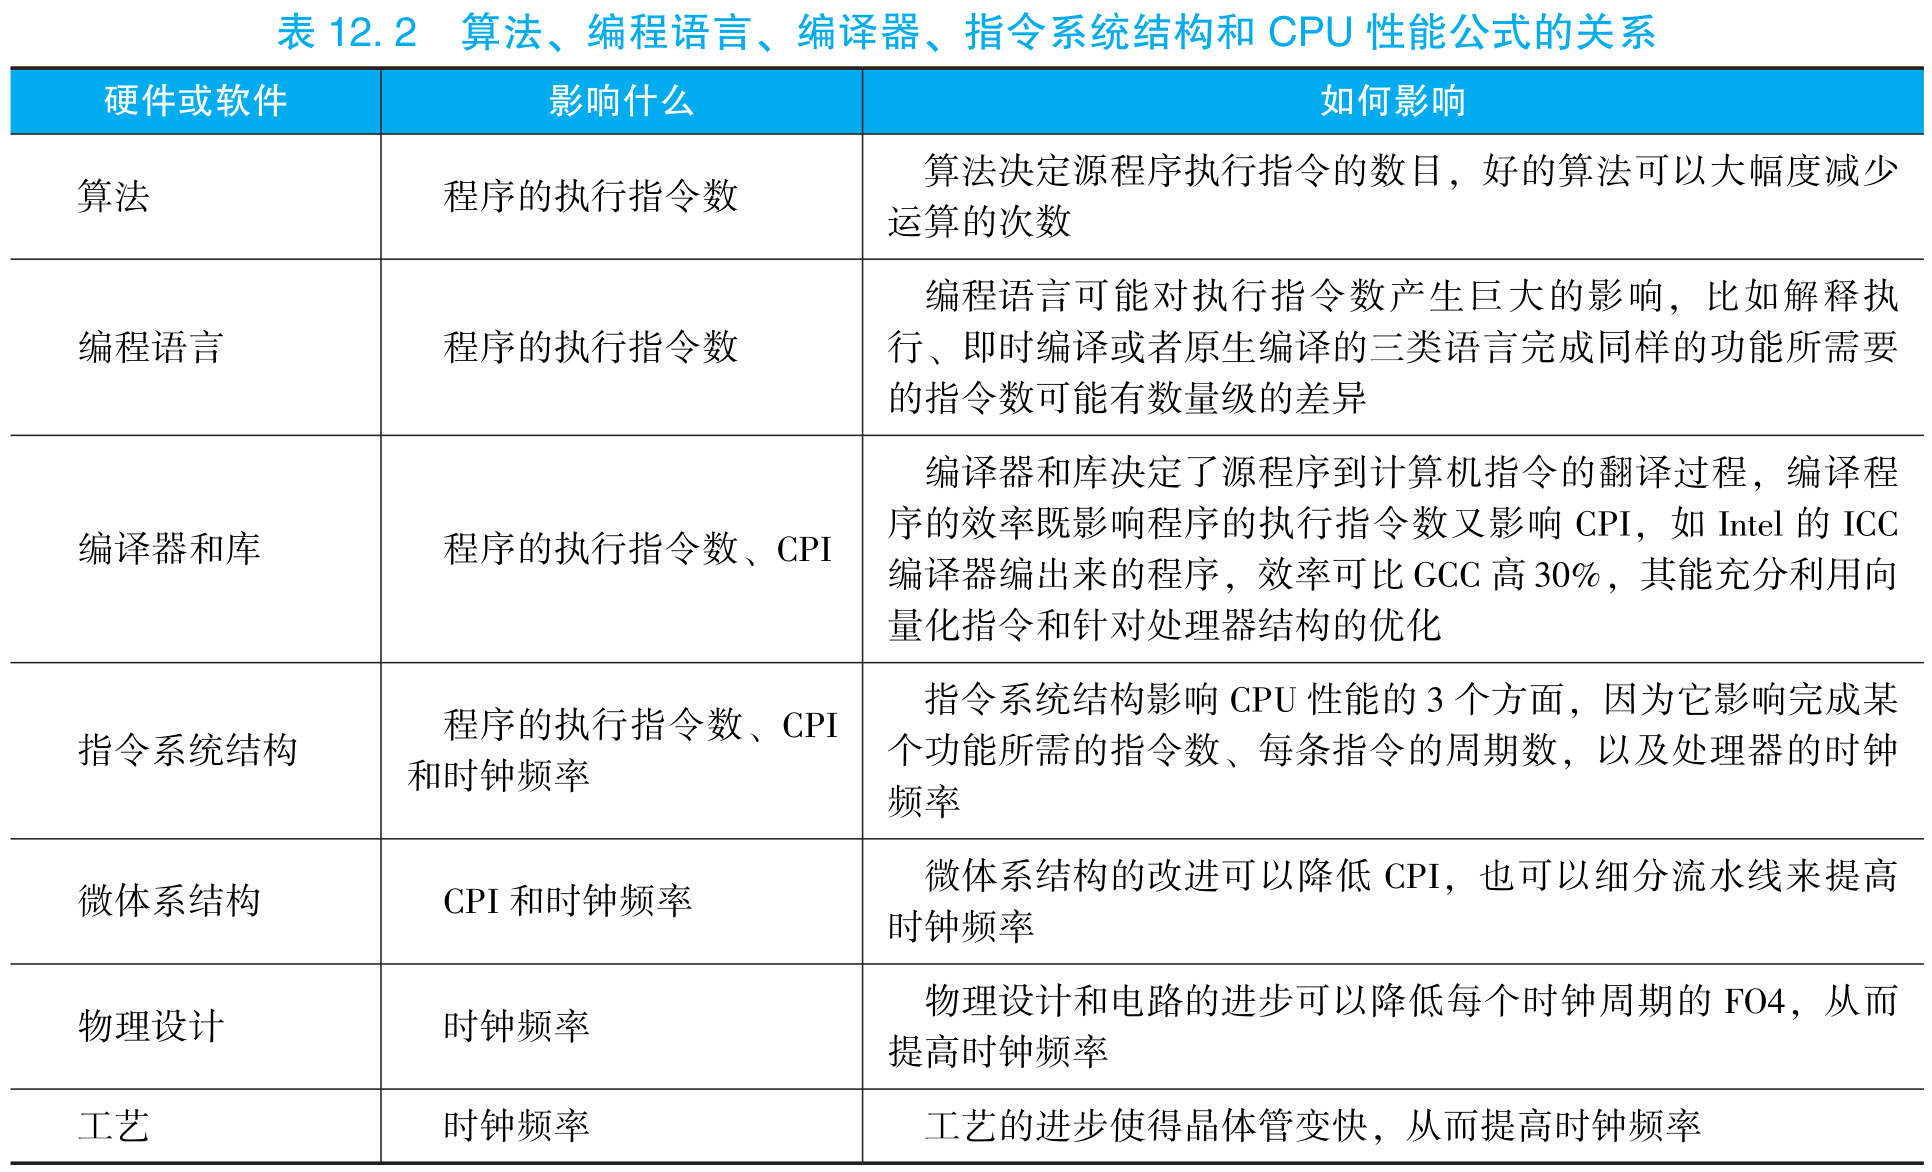 表 12.2 算法、编程语言、编译器、指令系统结构和 CPU 性能公式的关系
硬件或软件
影响什么
如何影响
算法
程序的执行指令数
算法决定源程序执行指令的数目，好的算法可以大幅度减少
运算的次数
编程语言
程序的执行指令数
编程语言可能对执行指令数产生巨大的影响，比如解释执
行、即时编译或者原生编译的三类语言完成同样的功能所需要
的指令数可能有数量级的差异
编译器和库
程序的执行指令数、CPI
编译器和库决定了源程序到计算机指令的翻译过程，编译程
序的效率既影响程序的执行指令数又影响 CPI，如 Intel 的 ICC
编译器编出来的程序，效率可比 GCC 高 30%，其能充分利用向
量化指令和针对处理器结构的优化
指令系统结构
程序的执行指令数、CPI
和时钟频率
指令系统结构影响 CPU 性能的 3 个方面，因为它影响完成某
个功能所需的指令数、每条指令的周期数，以及处理器的时钟
频率
微体系结构
CPI 和时钟频率
微体系结构的改进可以降低 CPI，也可以细分流水线来提高
时钟频率
物理设计
时钟频率
物理设计和电路的进步可以降低每个时钟周期的 FO4，从而
提高时钟频率
工艺
时钟频率
工艺的进步使得晶体管变快，从而提高时钟频率